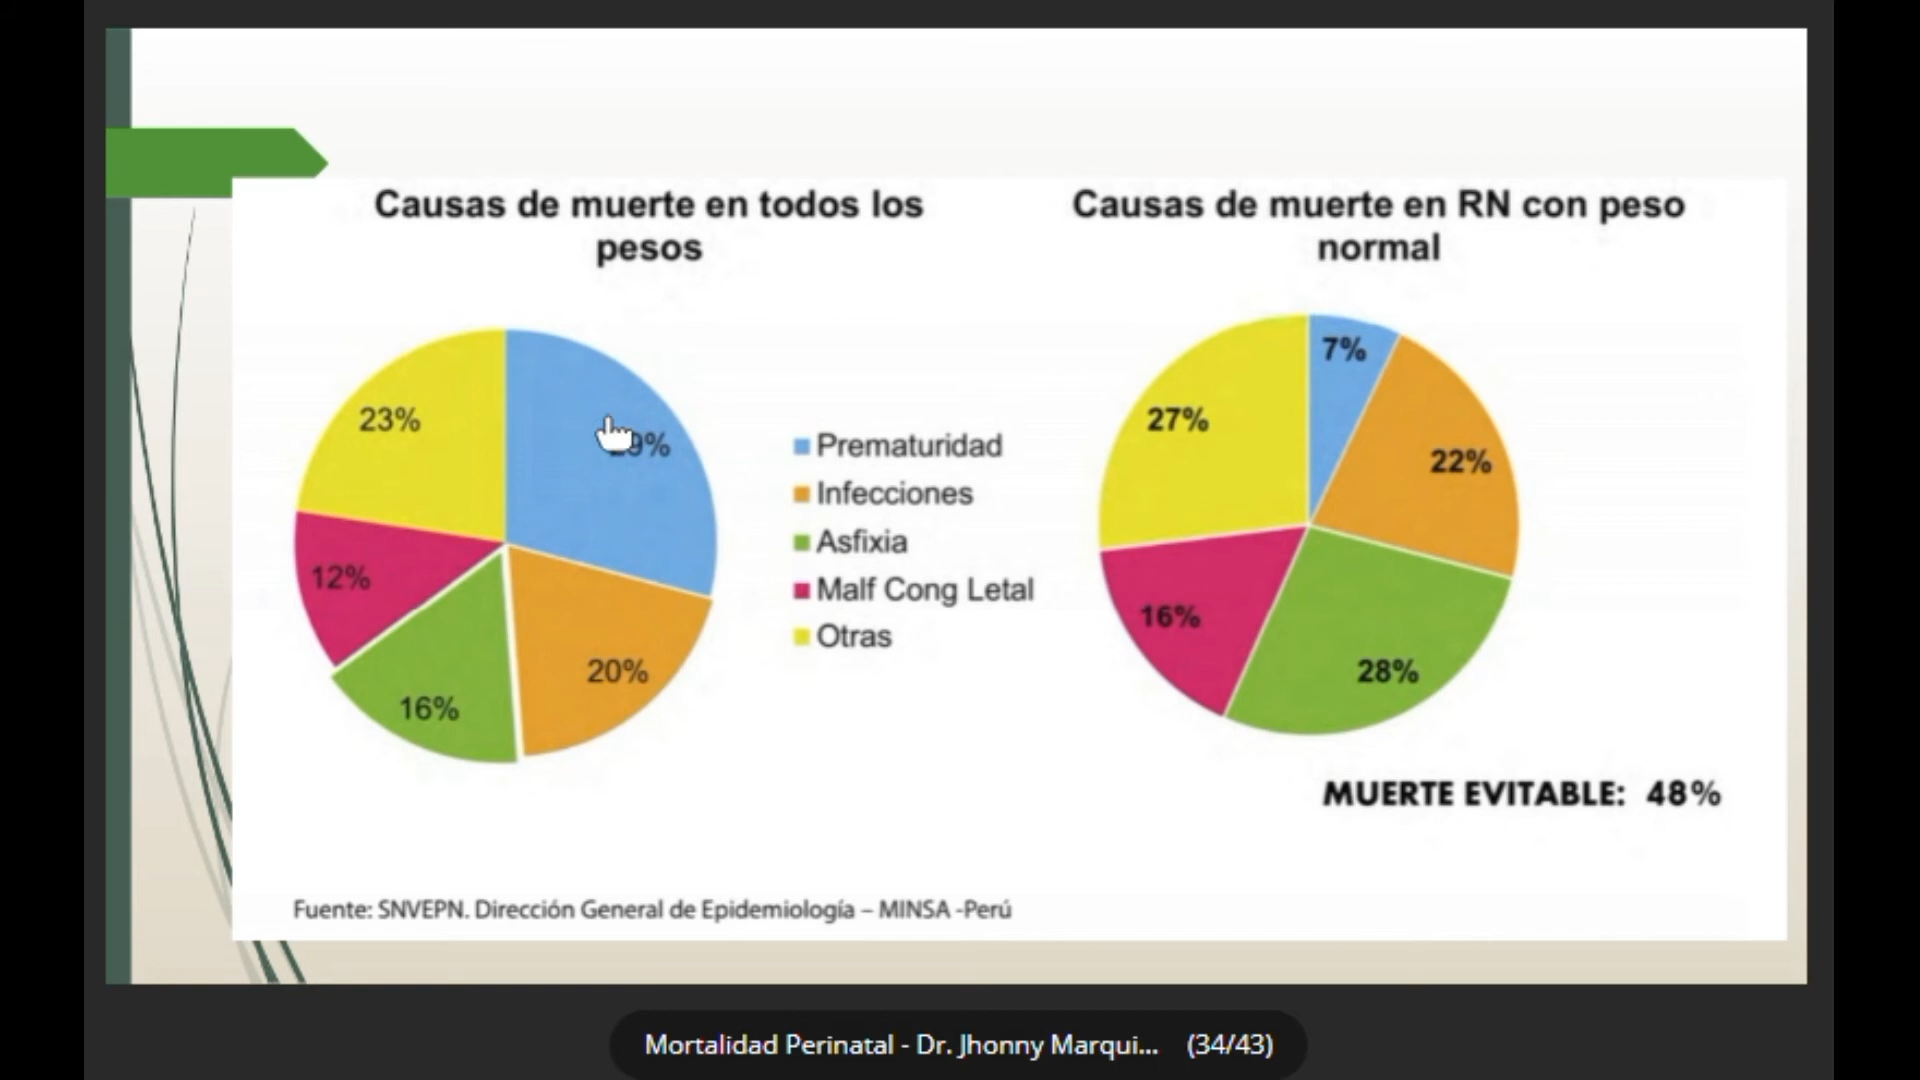 Causas de muerte en todos los
pesos
Causas de muerte en RN con peso
normal
23%
12%
16%
20%
Prematuridad
Infecciones
Asfixia
Malf Cong Letal
Otras
7%
27%
22%
16%
28%
MUERTE EVITABLE: 48%
Fuente: SNVEPN. Dirección General de Epidemiología – MINSA -Perú
Mortalidad Perinatal - Dr. Jhonny Marqui... (34/43)